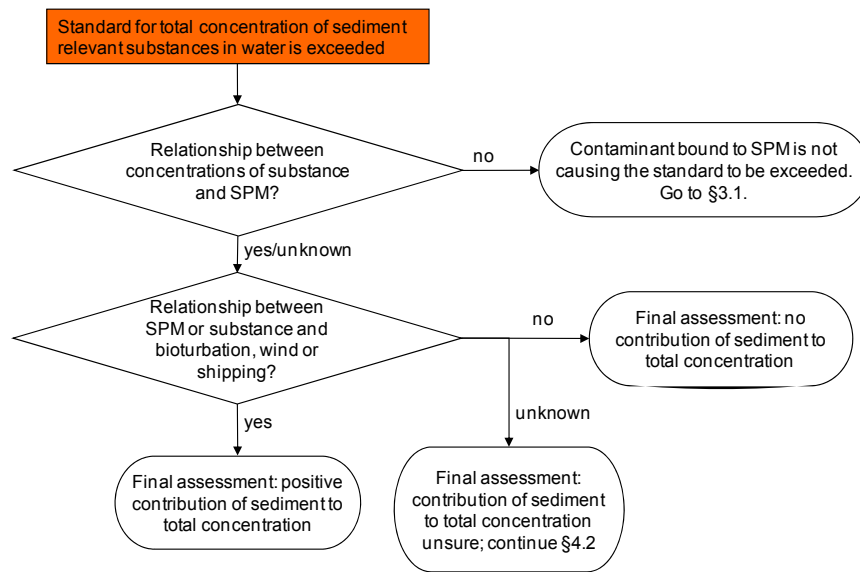 Standard for total concentration of sediment
relevant substances in water is exceeded
Relationship between
concentrations of substance
and SPM?
no
Contaminant bound to SPM is not
causing the standard to be exceeded.
Go to §3.1.
yes/unknown
Relationship between
SPM or substance and
bioturbation, wind or
shipping?
no
Final assessment: no
contribution of sediment to
total concentration
yes
unknown
Final assessment: positive
contribution of sediment to
total concentration
Final assessment:
contribution of sediment
to total concentration
unsure; continue §4.2